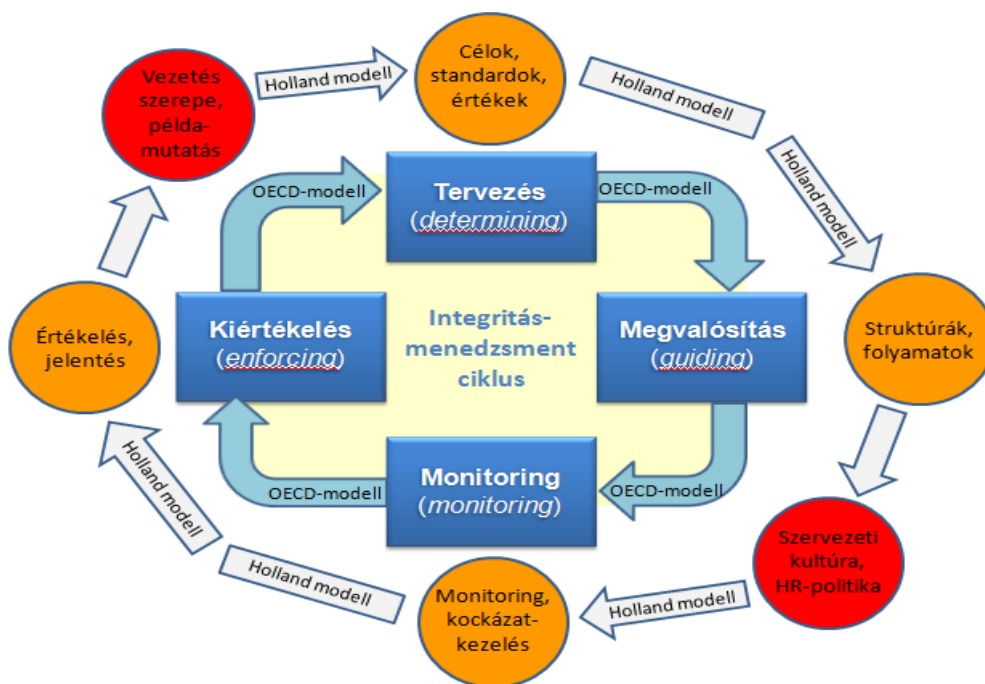 Célok,
standardok,
értékek
Holland modell
Holland modell
Struktúrák,
folyamatok
Szervezeti
kultúra,
HR-politika
Holland modell
Monitoring,
kockázat-
kezelés
Holland modell
Holland modell
Értékelés,
jelentés
Vezetés
szerepe,
példa-
mutatás
Holland modell
Tervezés
(determining)
OECD-modell
Megvalósítás
(guiding)
OECD-modell
Monitoring
(monitoring)
OECD-modell
Kiértékelés
(enforcing)
OECD-modell
Integritás-
menedzsment
ciklus